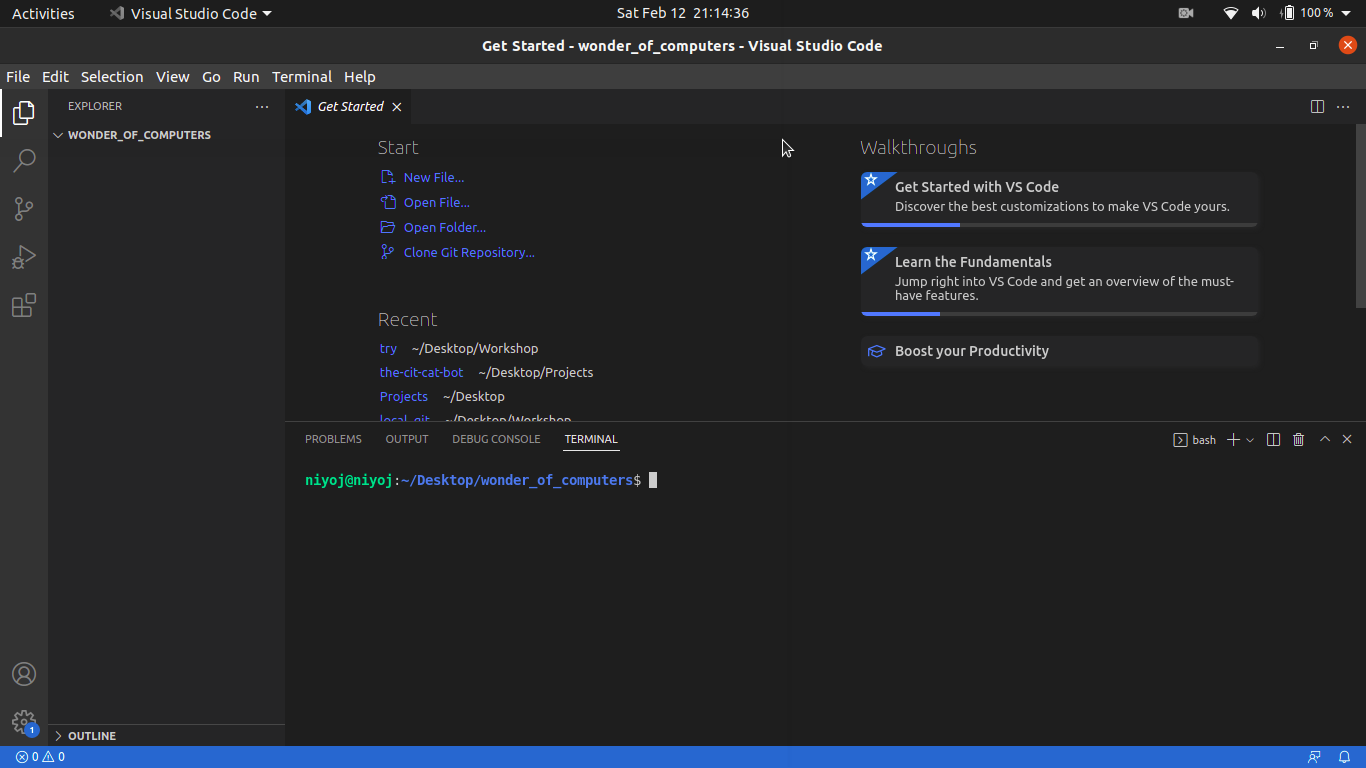 Activities Visual Studio Code Sat Feb 12 21:14:36 100 %
Get Started - wonder_of_computers - Visual Studio Code
File Edit Selection View Go Run Terminal Help
EXPLORER
WONDER_OF_COMPUTERS
Get Started
Start
New File...
Open File...
Open Folder...
Clone Git Repository...
Recent
try ~/Desktop/Workshop
the-cit-cat-bot ~/Desktop/Projects
Projects ~/Desktop
local_git ~/Desktop/Workshop
Walkthroughs
Get Started with VS Code
Discover the best customizations to make VS Code yours.
Learn the Fundamentals
Jump right into VS Code and get an overview of the must-
have features.
Boost your Productivity
PROBLEMS OUTPUT DEBUG CONSOLE TERMINAL bash
niyoj@niyoj:~/Desktop/wonder_of_computers$
1
OUTLINE
0 0